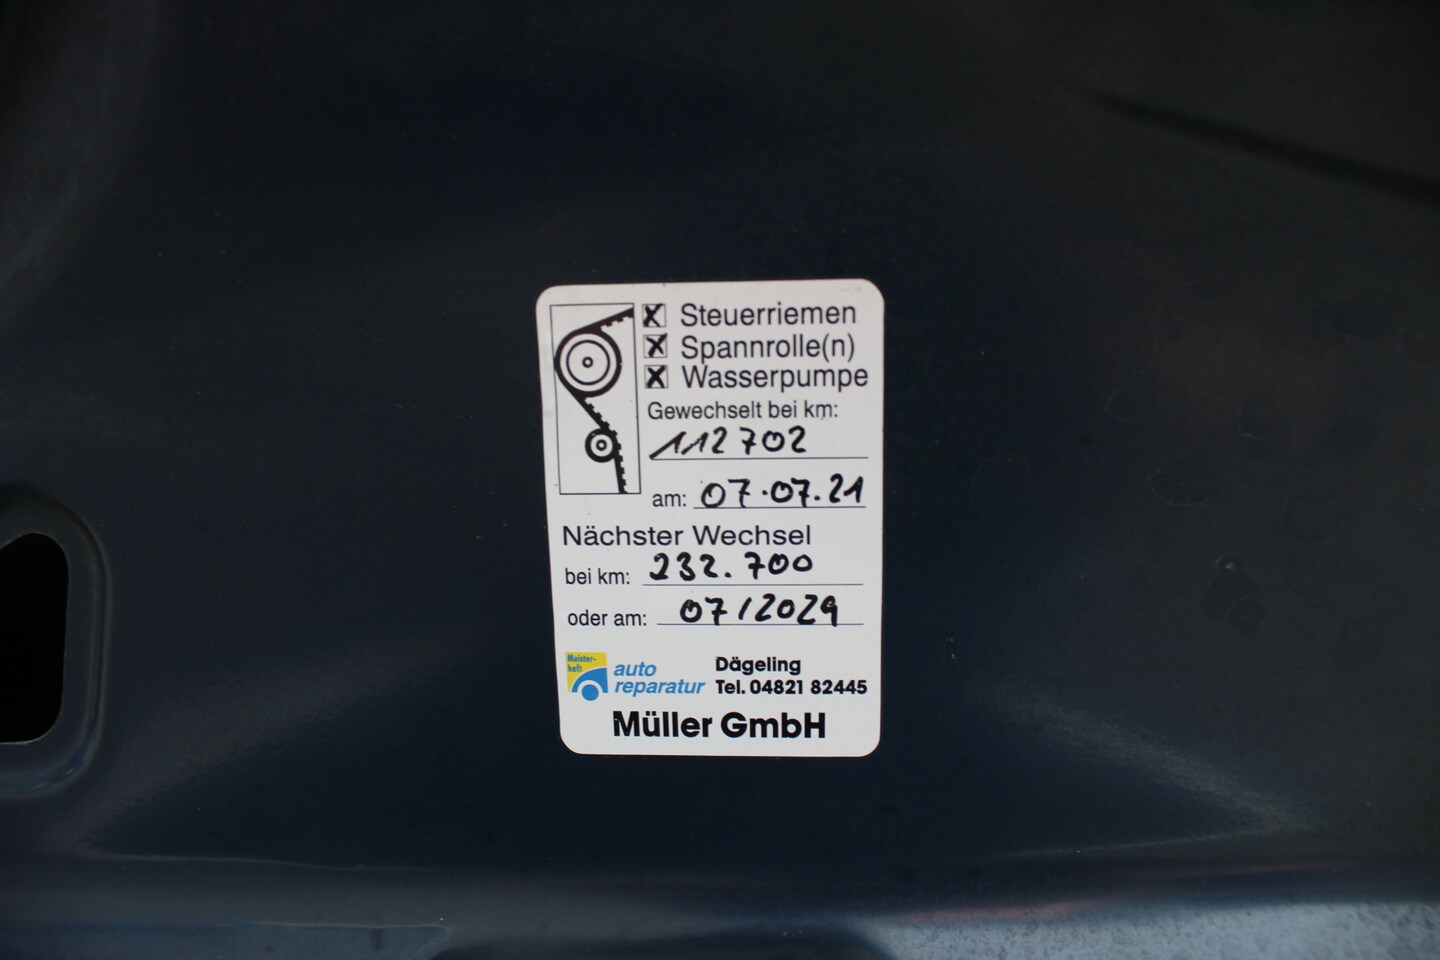 Steuerriemen
Spannrolle(n)
Wasserpumpe
Gewechselt bei km:
112702
am: 07.07.21
Nächster Wechsel
bei km: 232.700
oder am: 07/2029
Meister-
haft
auto
reparatur
Dägeling
Tel. 04821 82445
Müller GmbH